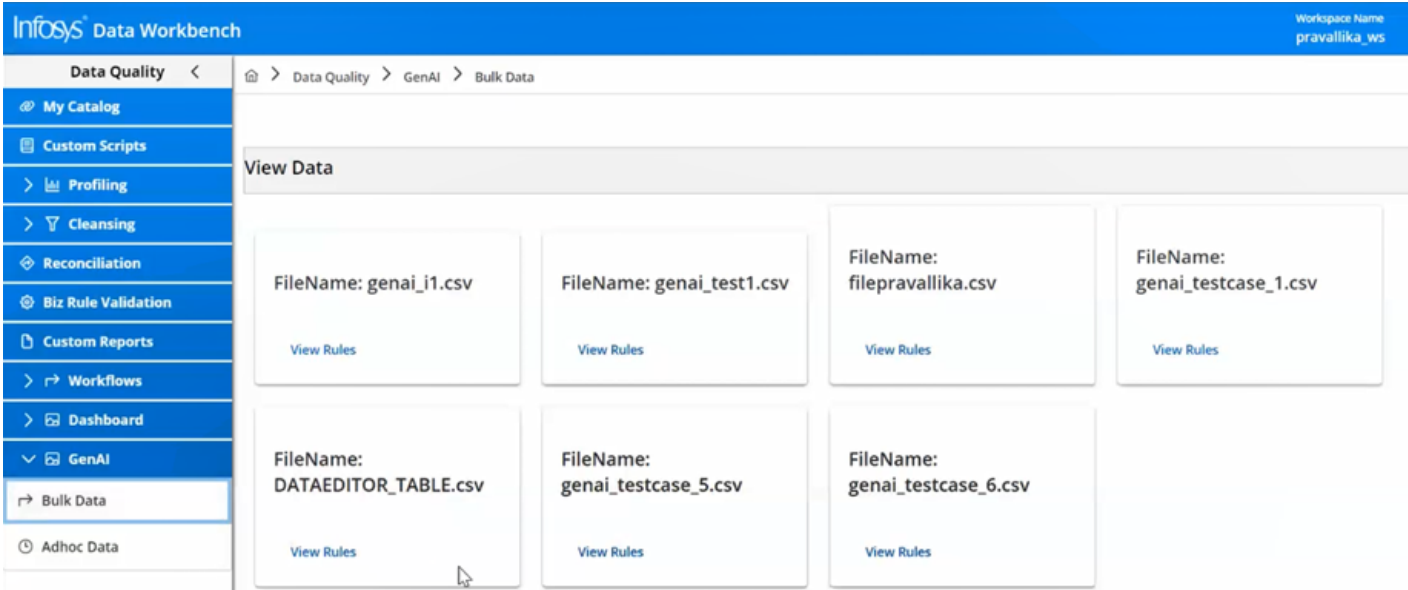 Infosys® Data Workbench
Workspace Name
pravallika_ws
Data Quality
Data Quality > GenAI > Bulk Data
My Catalog
Custom Scripts
Profiling
Cleansing
Reconciliation
Biz Rule Validation
Custom Reports
Workflows
Dashboard
GenAI
Bulk Data
Adhoc Data
View Data
FileName: genai_i1.csv
View Rules
FileName: genai_test1.csv
View Rules
FileName:
filepravallika.csv
View Rules
FileName:
genai_testcase_1.csv
View Rules
FileName:
DATAEDITOR_TABLE.csv
View Rules
FileName:
genai_testcase_5.csv
View Rules
FileName:
genai_testcase_6.csv
View Rules